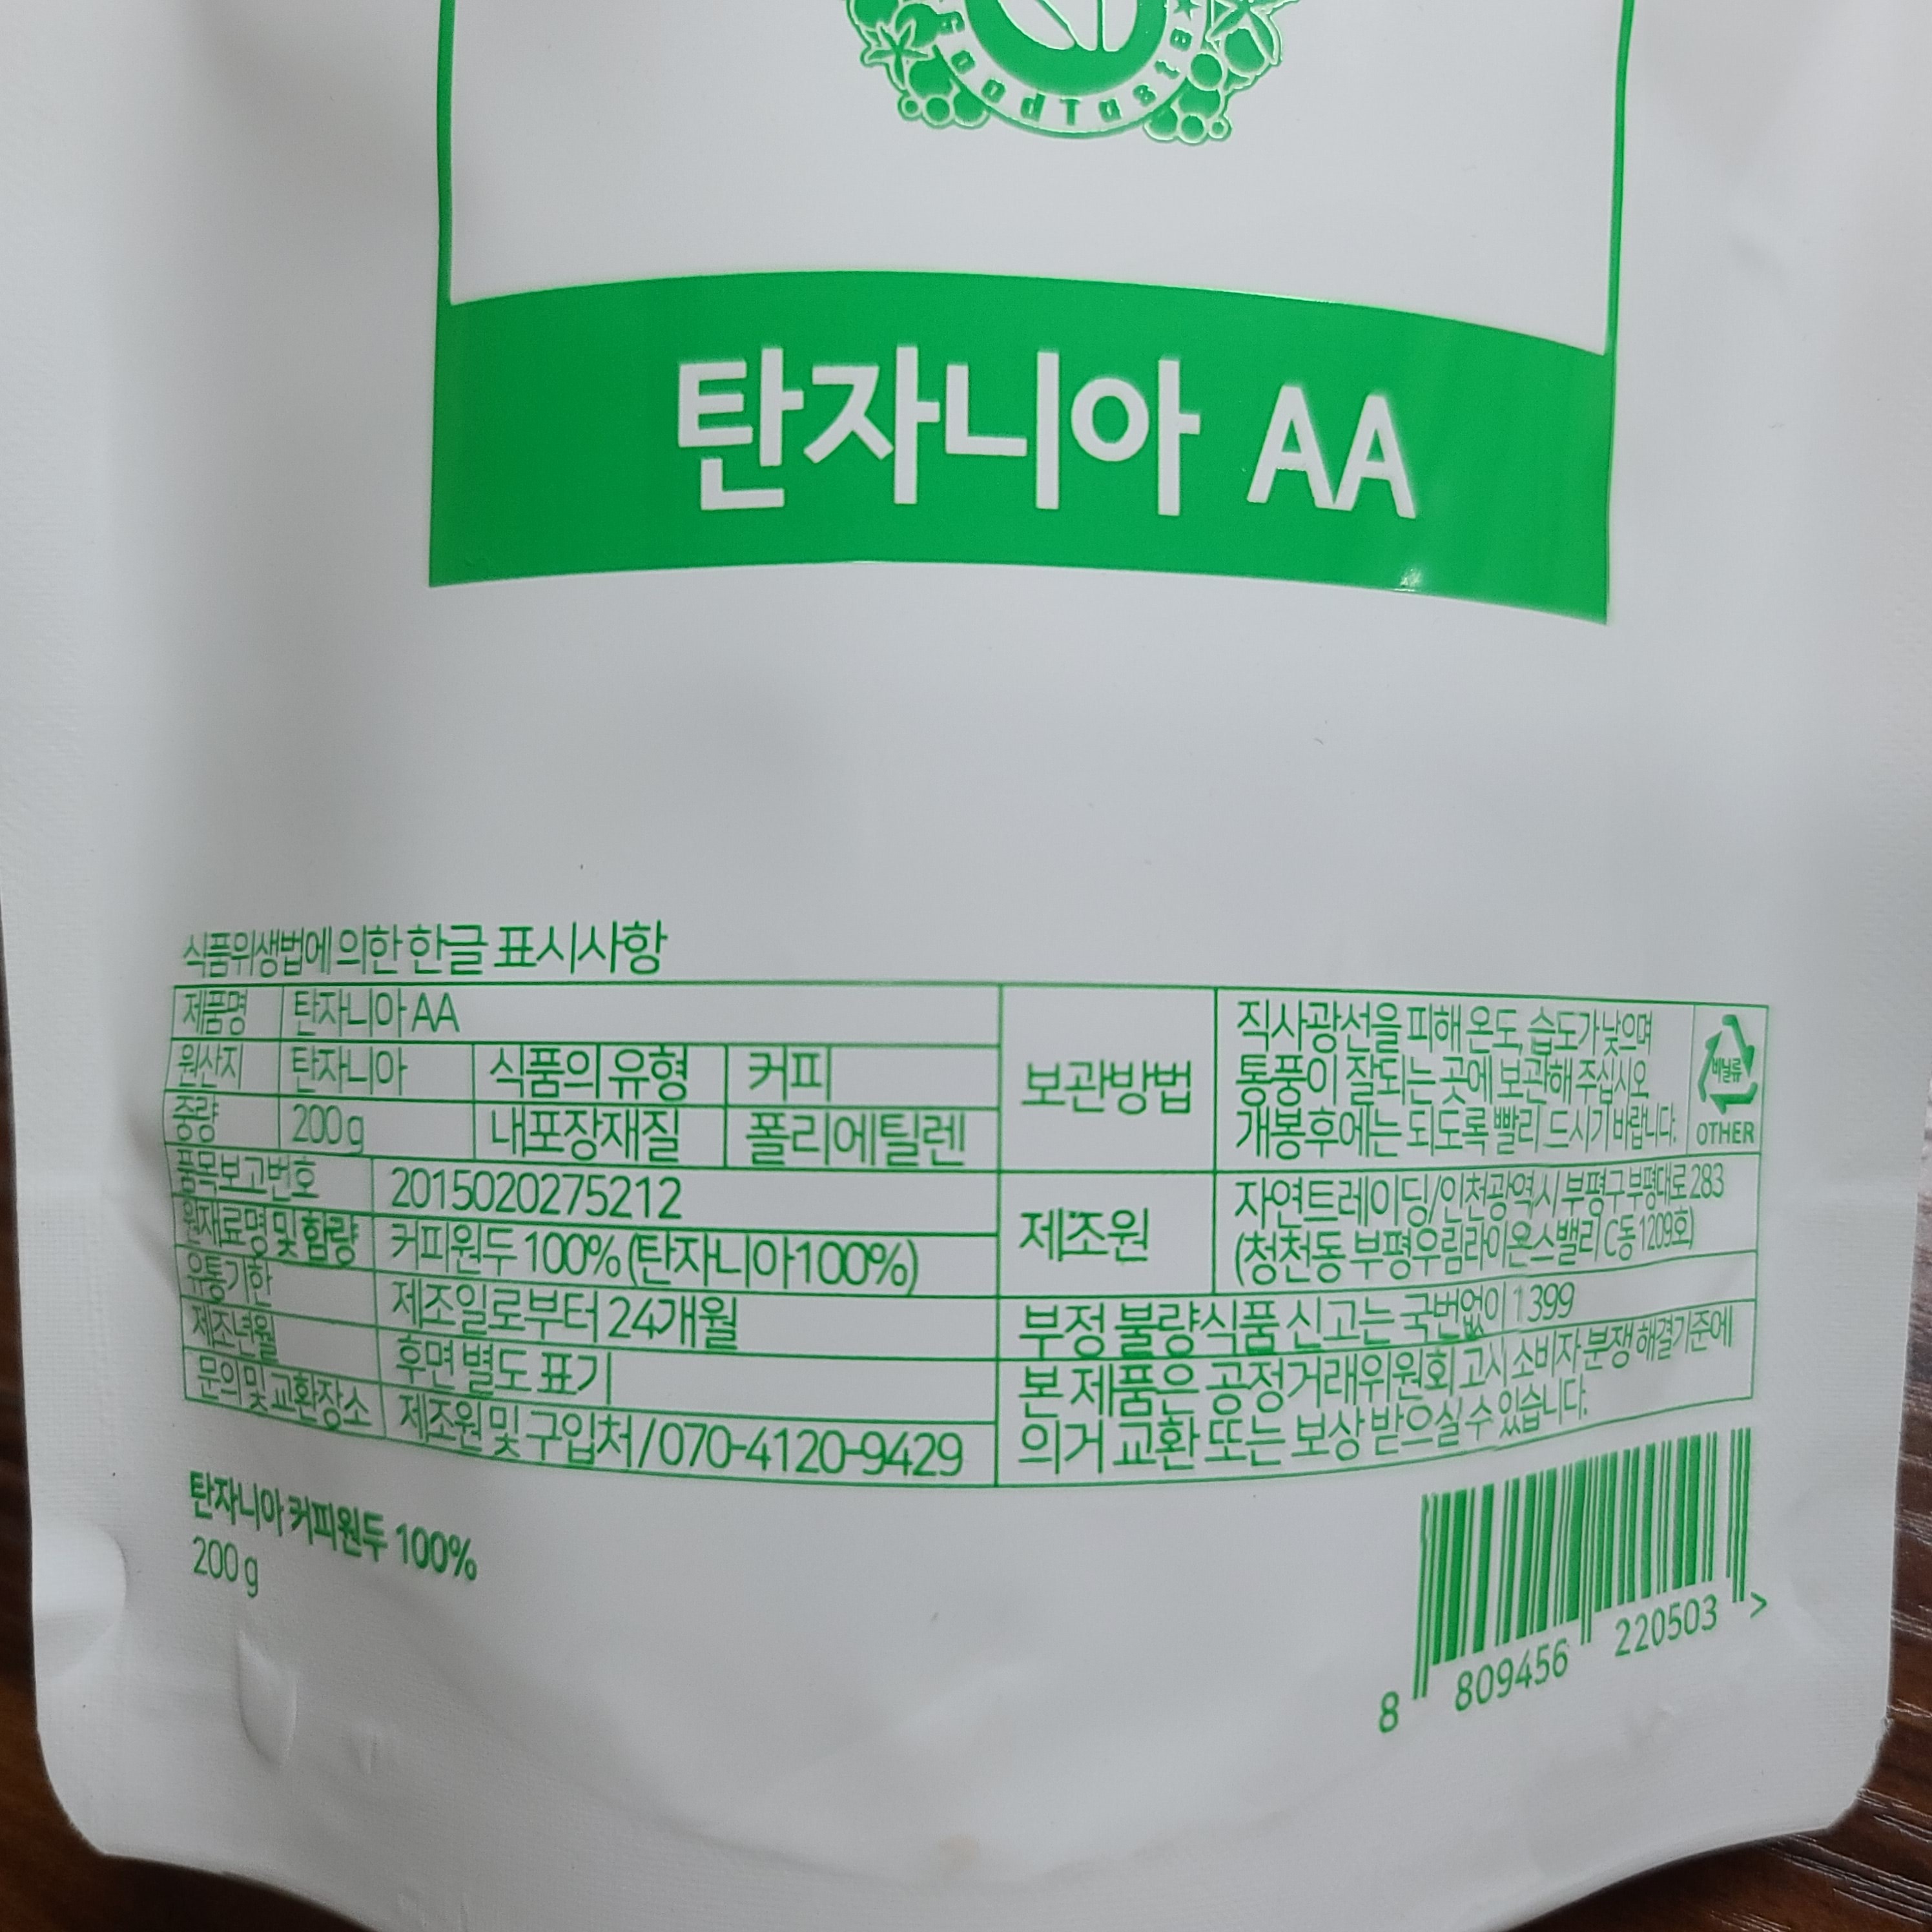 탄자니아 AA
식품위생법에 의한 한글 표시사항
제품명 탄자니아 AA
원산지 탄자니아 식품의 유형 커피
중량 200g 내포장재질 폴리에틸렌
품목보고번호 2015020275212
원재료명 및 함량 커피원두 100% (탄자니아100%)
유통기한 제조일로부터 24개월
제조년월 후면 별도 표기
문의 및 교환장소 제조원 및 구입처 / 070-4120-9429
보관방법
직사광선을 피해 온도, 습도가 낮으며
통풍이 잘되는 곳에 보관해 주십시오.
개봉후에는 되도록 빨리 드시기 바랍니다.
비닐류
OTHER
제조원
자연트레이딩/인천광역시 부평구 부평대로 283
(청천동 부평우림라이온스밸리 C동 1209호)
부정 불량식품 신고는 국번없이 1399
본 제품은 공정거래위원회 고시 소비자 분쟁 해결기준에
의거 교환 또는 보상 받으실 수 있습니다.
탄자니아 커피원두 100%
200g
8 809456 220503 >